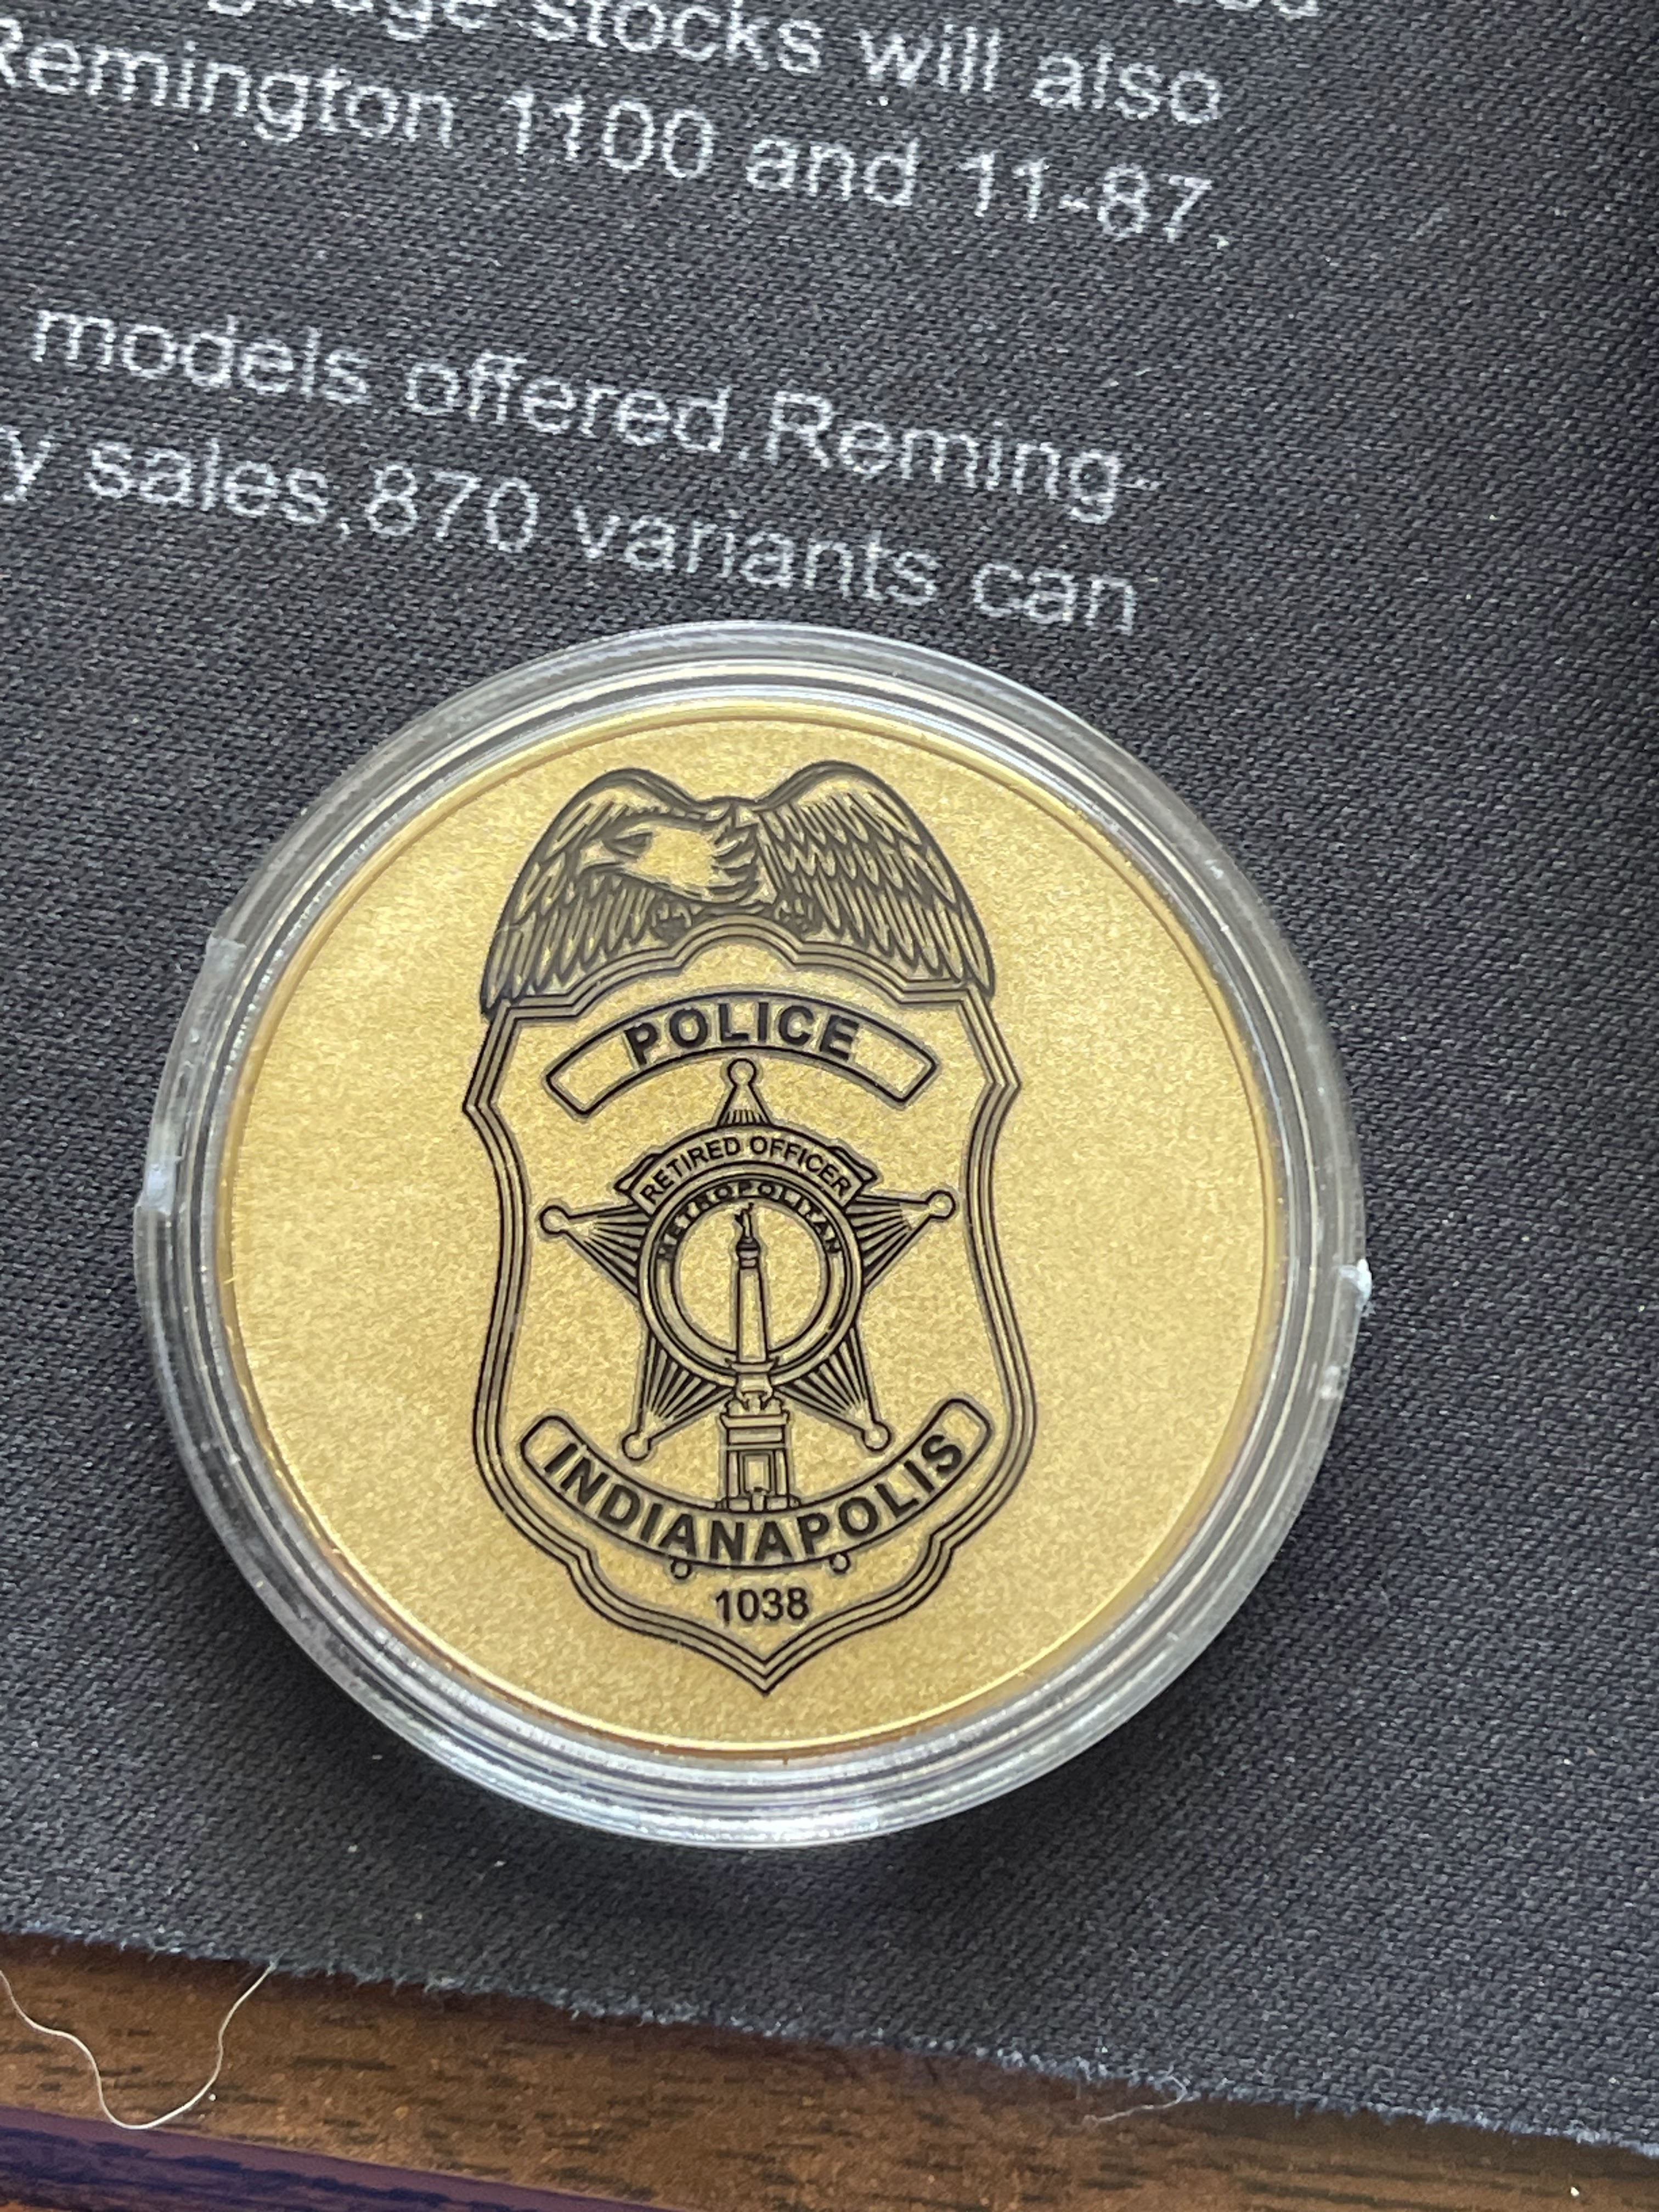 stocks will also
Remington 1100 and 11-87.
models offered, Reming-
y sales, 870 variants can
POLICE
RETIRED OFFICER
METROPOLITAN
INDIANAPOLIS
1038